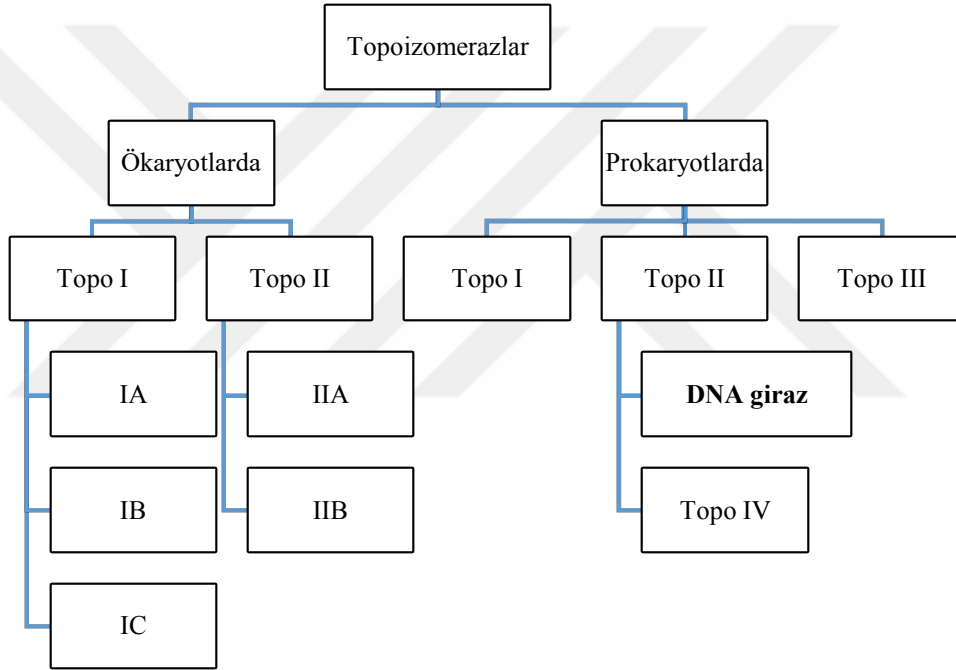 Topoizomerazlar
Ökaryotlarda
Prokaryotlarda
Topo I
Topo II
Topo I
Topo II
Topo III
IA
IIA
DNA giraz
IB
IIB
Topo IV
IC